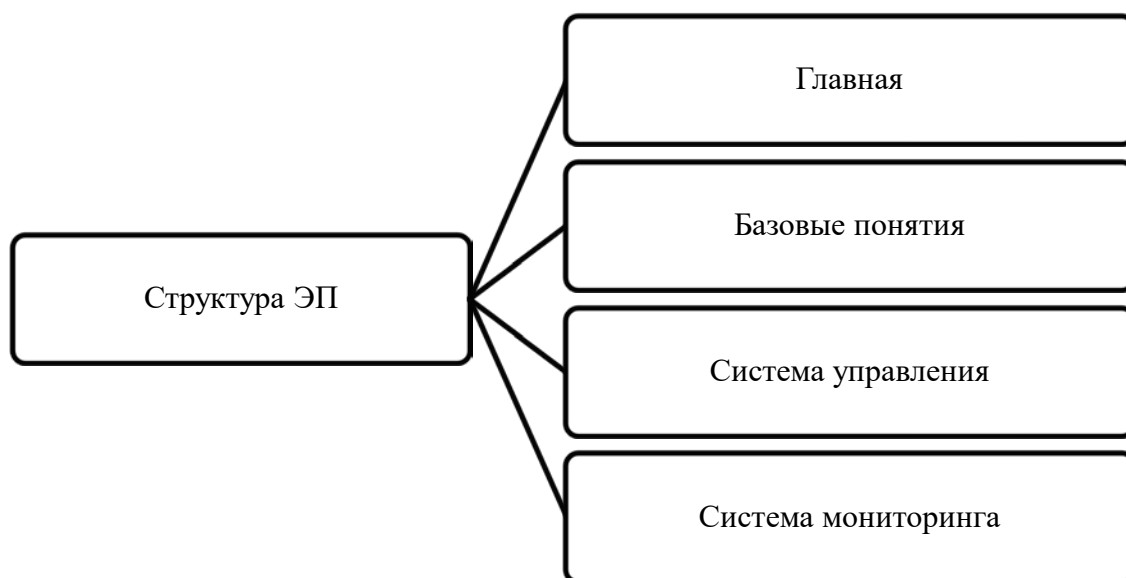 Главная
Базовые понятия
Структура ЭП
Система управления
Система мониторинга